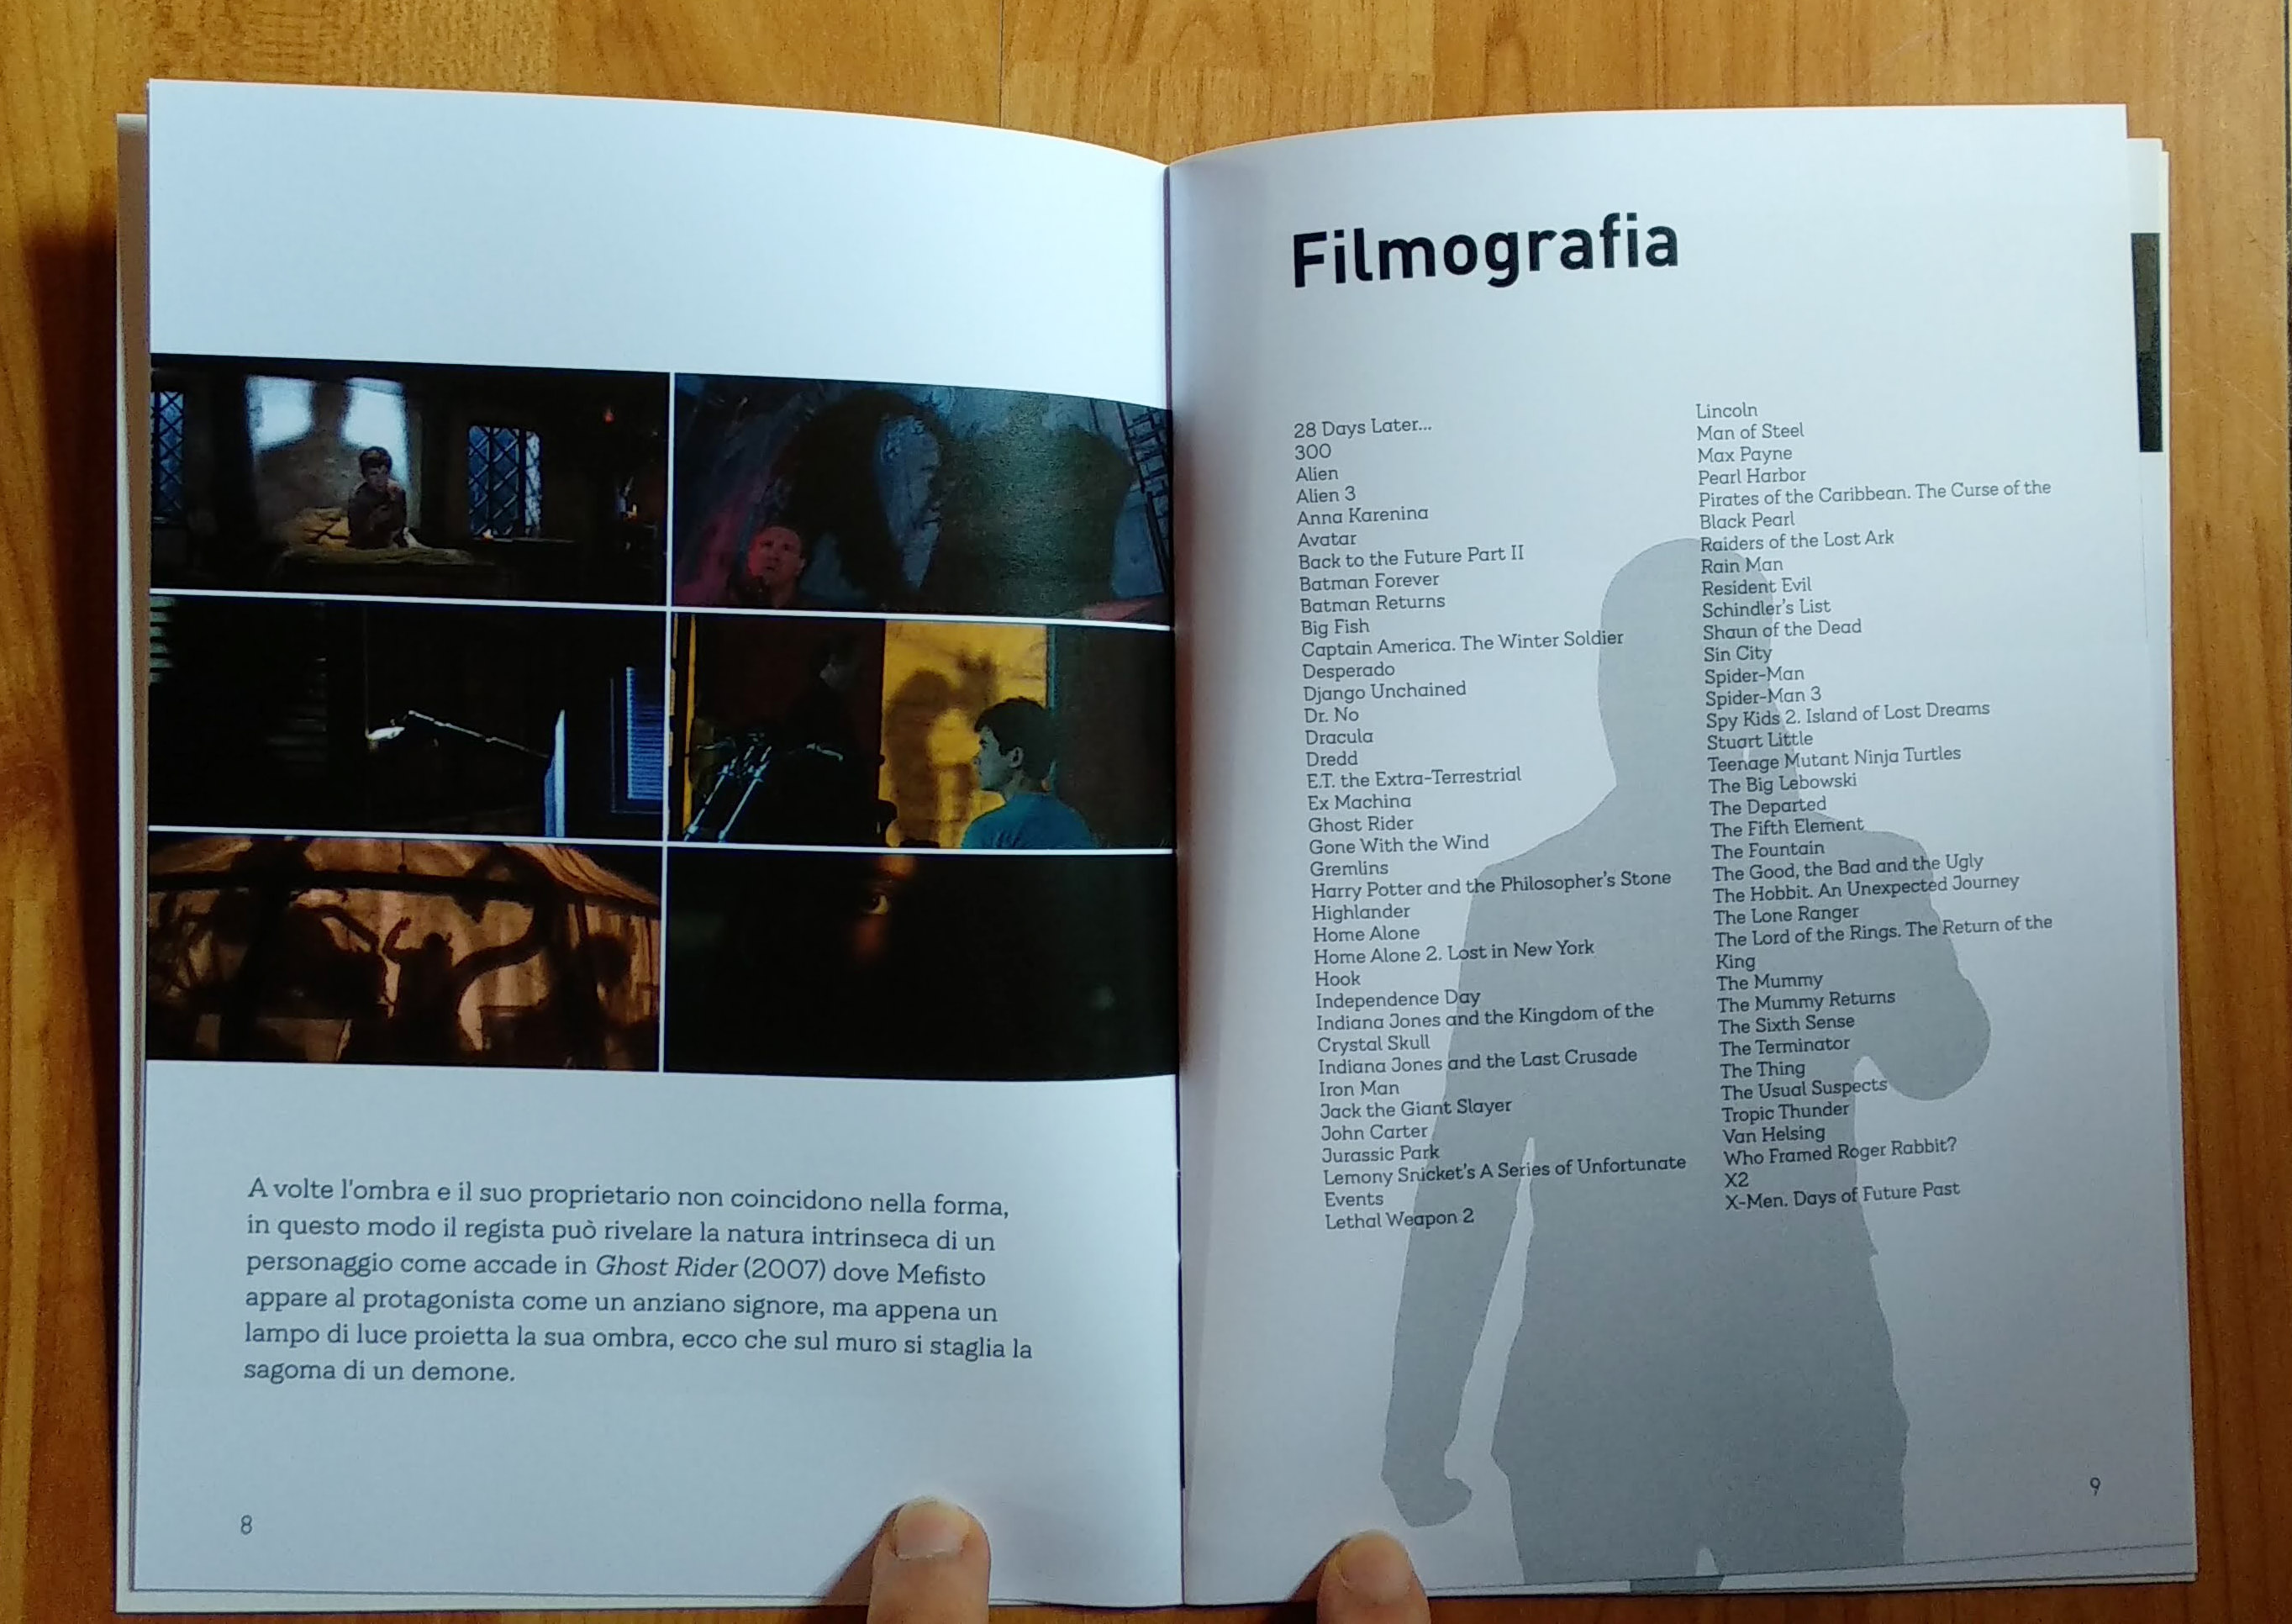 A volte l'ombra e il suo proprietario non coincidono nella forma,
in questo modo il regista può rivelare la natura intrinseca di un
personaggio come accade in Ghost Rider (2007) dove Mefisto
appare al protagonista come un anziano signore, ma appena un
lampo di luce proietta la sua ombra, ecco che sul muro si staglia la
sagoma di un demone.
8
Filmografia
28 Days Later...
300
Alien
Alien 3
Anna Karenina
Avatar
Back to the Future Part II
Batman Forever
Batman Returns
Big Fish
Captain America. The Winter Soldier
Desperado
Django Unchained
Dr. No
Dracula
Dredd
E.T. the Extra-Terrestrial
Ex Machina
Ghost Rider
Gone With the Wind
Gremlins
Harry Potter and the Philosopher's Stone
Highlander
Home Alone
Home Alone 2. Lost in New York
Hook
Independence Day
Indiana Jones and the Kingdom of the
Crystal Skull
Indiana Jones and the Last Crusade
Iron Man
Jack the Giant Slayer
John Carter
Jurassic Park
Lemony Snicket's A Series of Unfortunate
Events
Lethal Weapon 2
Lincoln
Man of Steel
Max Payne
Pearl Harbor
Pirates of the Caribbean. The Curse of the
Black Pearl
Raiders of the Lost Ark
Rain Man
Resident Evil
Schindler's List
Shaun of the Dead
Sin City
Spider-Man
Spider-Man 3
Spy Kids 2. Island of Lost Dreams
Stuart Little
Teenage Mutant Ninja Turtles
The Big Lebowski
The Departed
The Fifth Element
The Fountain
The Good, the Bad and the Ugly
The Hobbit. An Unexpected Journey
The Lone Ranger
The Lord of the Rings. The Return of the
King
The Mummy
The Mummy Returns
The Sixth Sense
The Terminator
The Thing
The Usual Suspects
Tropic Thunder
Van Helsing
Who Framed Roger Rabbit?
X2
X-Men. Days of Future Past
9